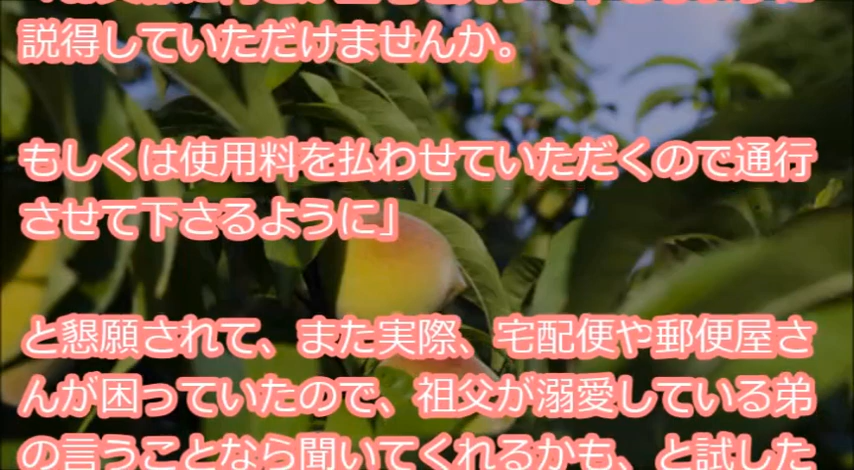 説得していただけませんか。
もしくは使用料を払わせていただくので通行
させて下さるように」
と懇願されて、また実際、宅配便や郵便屋さ
んが困っていたので、祖父が溺愛している弟
の言うことなら聞いてくれるかも、と試した